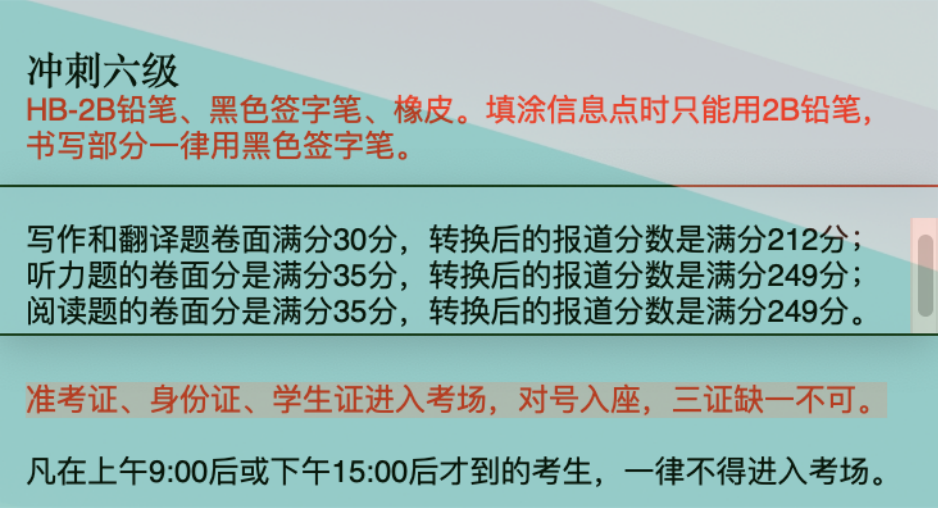 冲刺六级
HB-2B铅笔、黑色签字笔、橡皮。填涂信息点时只能用2B铅笔，
书写部分一律用黑色签字笔。
写作和翻译题卷面满分30分，转换后的报道分数是满分212分；
听力题的卷面分是满分35分，转换后的报道分数是满分249分；
阅读题的卷面分是满分35分，转换后的报道分数是满分249分。
准考证、身份证、学生证进入考场，对号入座，三证缺一不可。
凡在上午9:00后或下午15:00后才到的考生，一律不得进入考场。